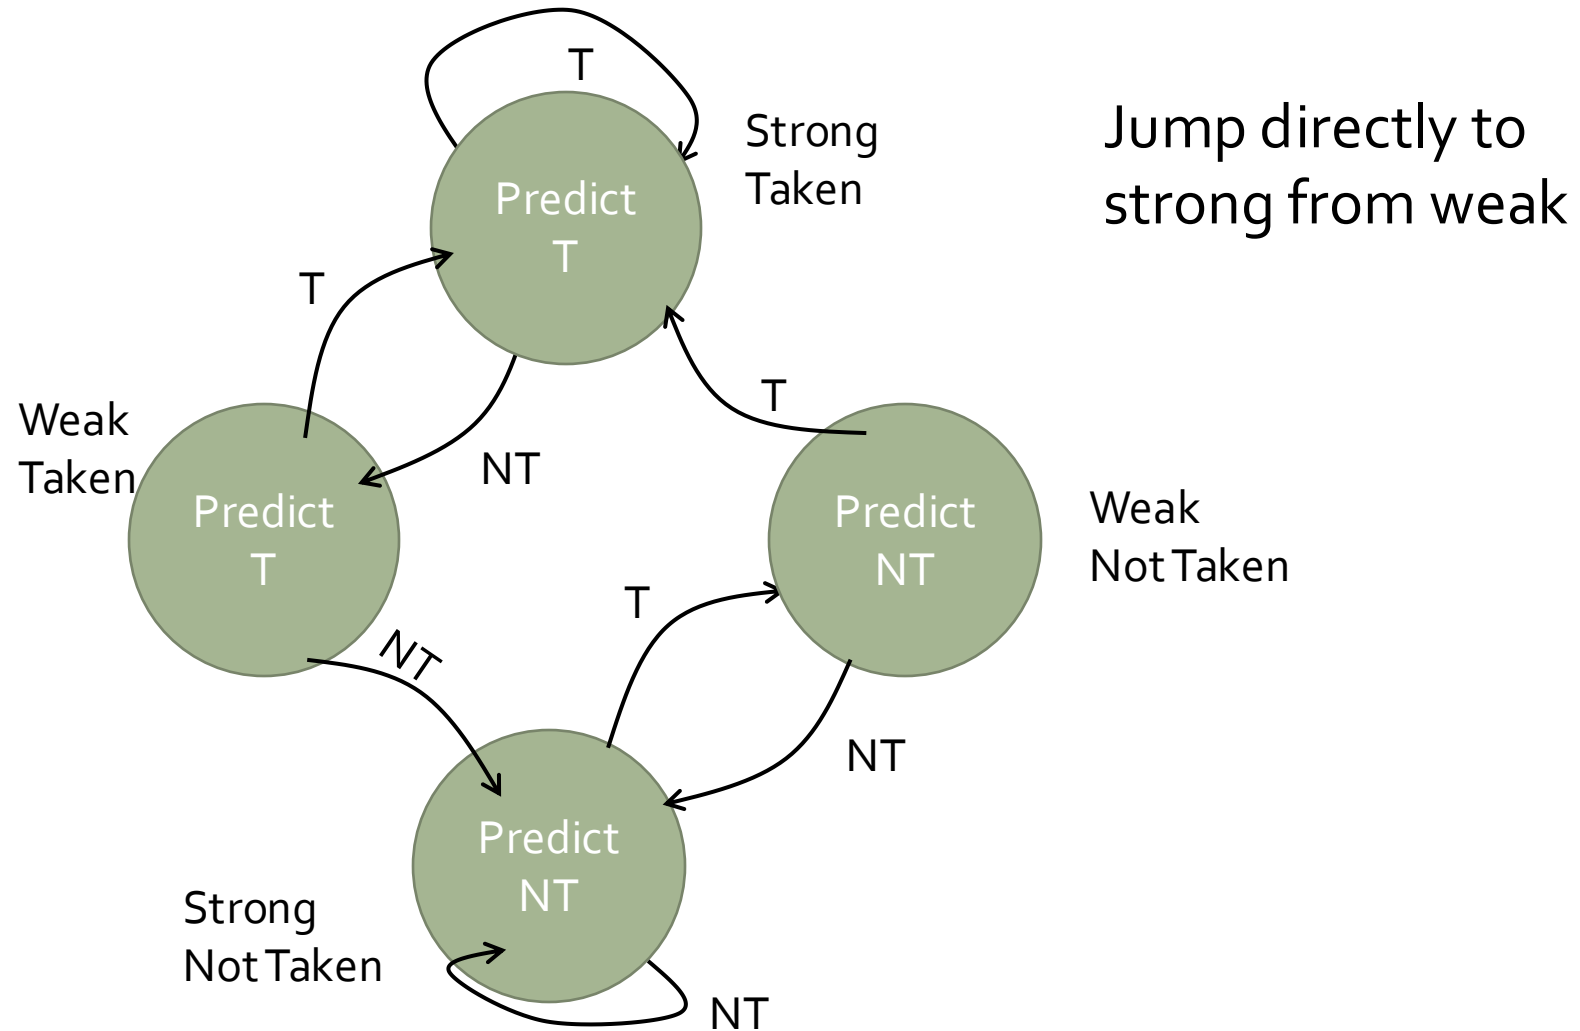 T
Strong
Taken
Jump directly to
strong from weak
Predict
T
T
T
NT
Weak
Taken
Predict
T
Predict
NT
Weak
Not Taken
T
NT
NT
Predict
NT
Strong
Not Taken
NT